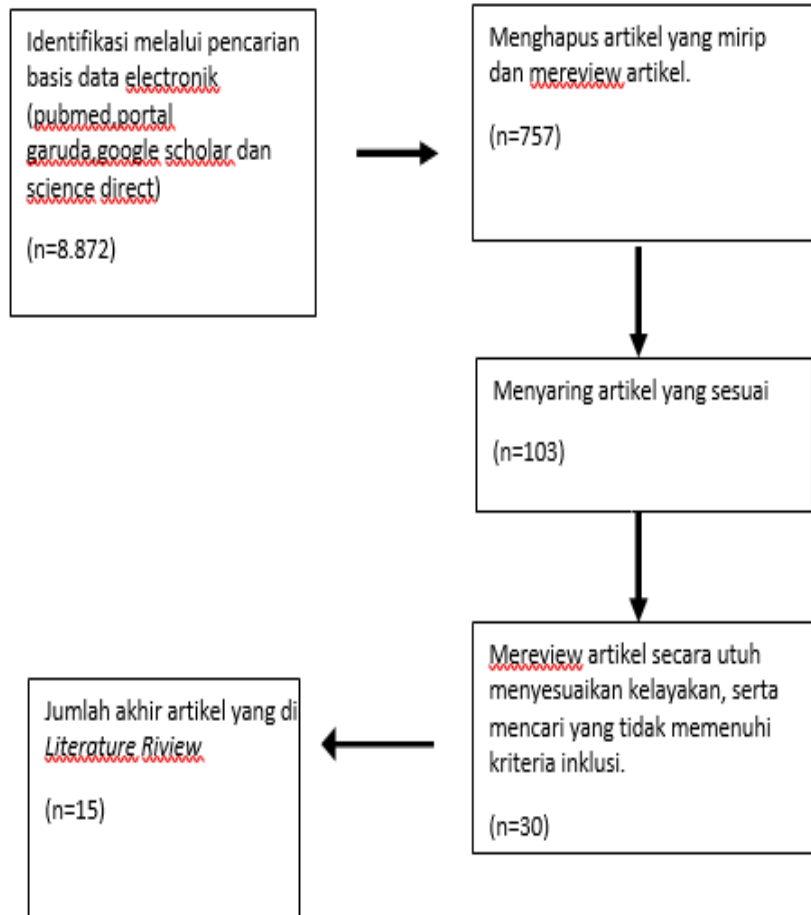 Identifikasi melalui pencarian
basis data electronik
(pubmed,portal
garuda,google scholar dan
science direct)
(n=8.872)
Menghapus artikel yang mirip
dan mereview artikel.
(n=757)
Menyaring artikel yang sesuai
(n=103)
Mereview artikel secara utuh
menyesuaikan kelayakan, serta
mencari yang tidak memenuhi
kriteria inklusi.
(n=30)
Jumlah akhir artikel yang di
Literature Riview
(n=15)